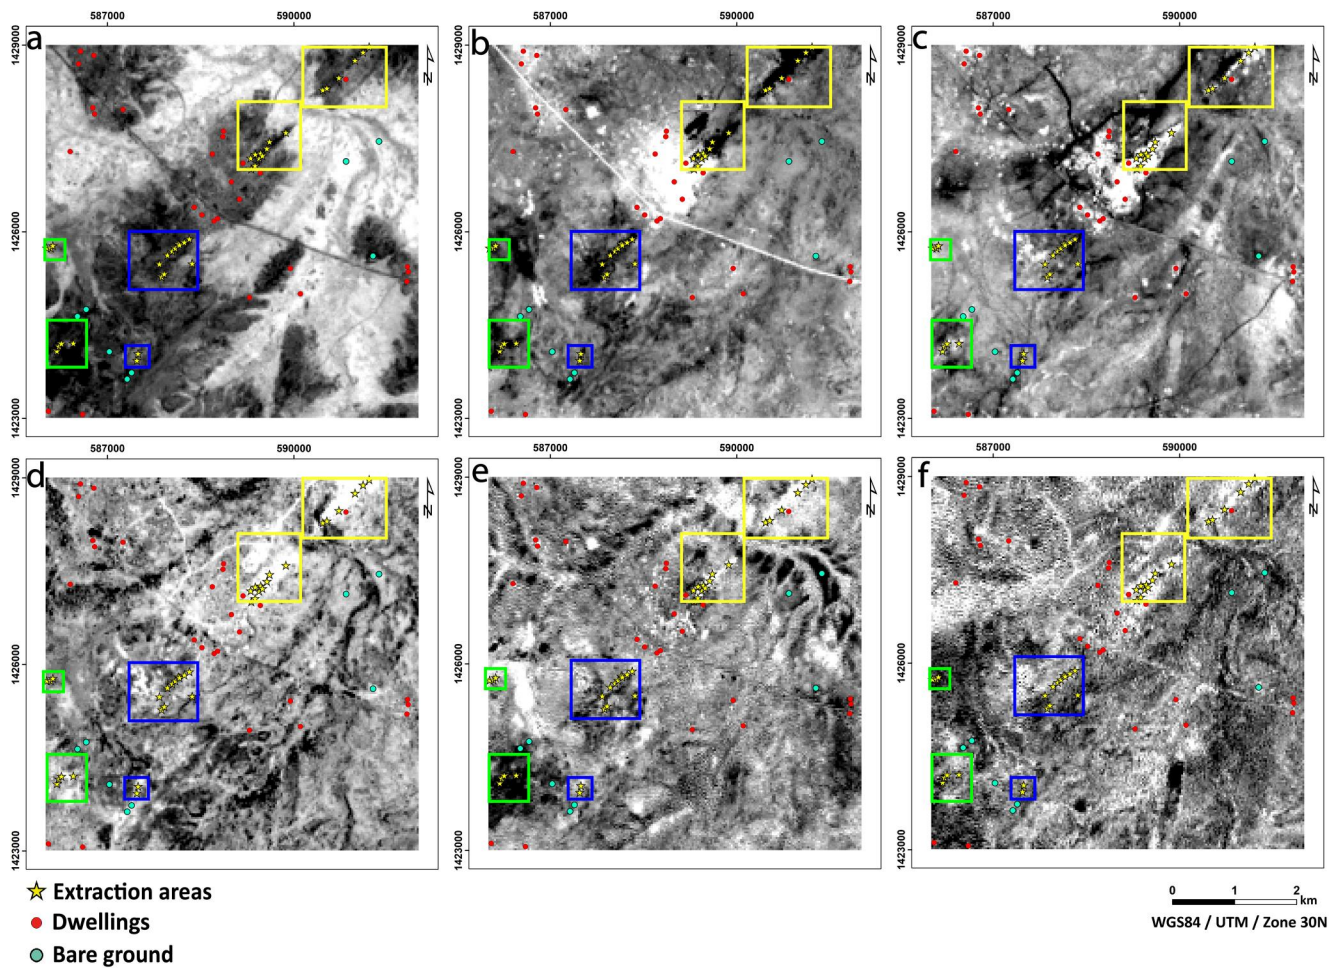 587000 590000 587000 590000 587000 590000
a b c
N N N
1429000 1429000 1429000
1426000 1426000 1426000
1423000 1423000 1423000
587000 590000 587000 590000 587000 590000
d e f
N N N
1429000 1429000 1429000
1426000 1426000 1426000
1423000 1423000 1423000
Extraction areas
Dwellings
Bare ground
0 1 2
km
WGS84 / UTM / Zone 30N